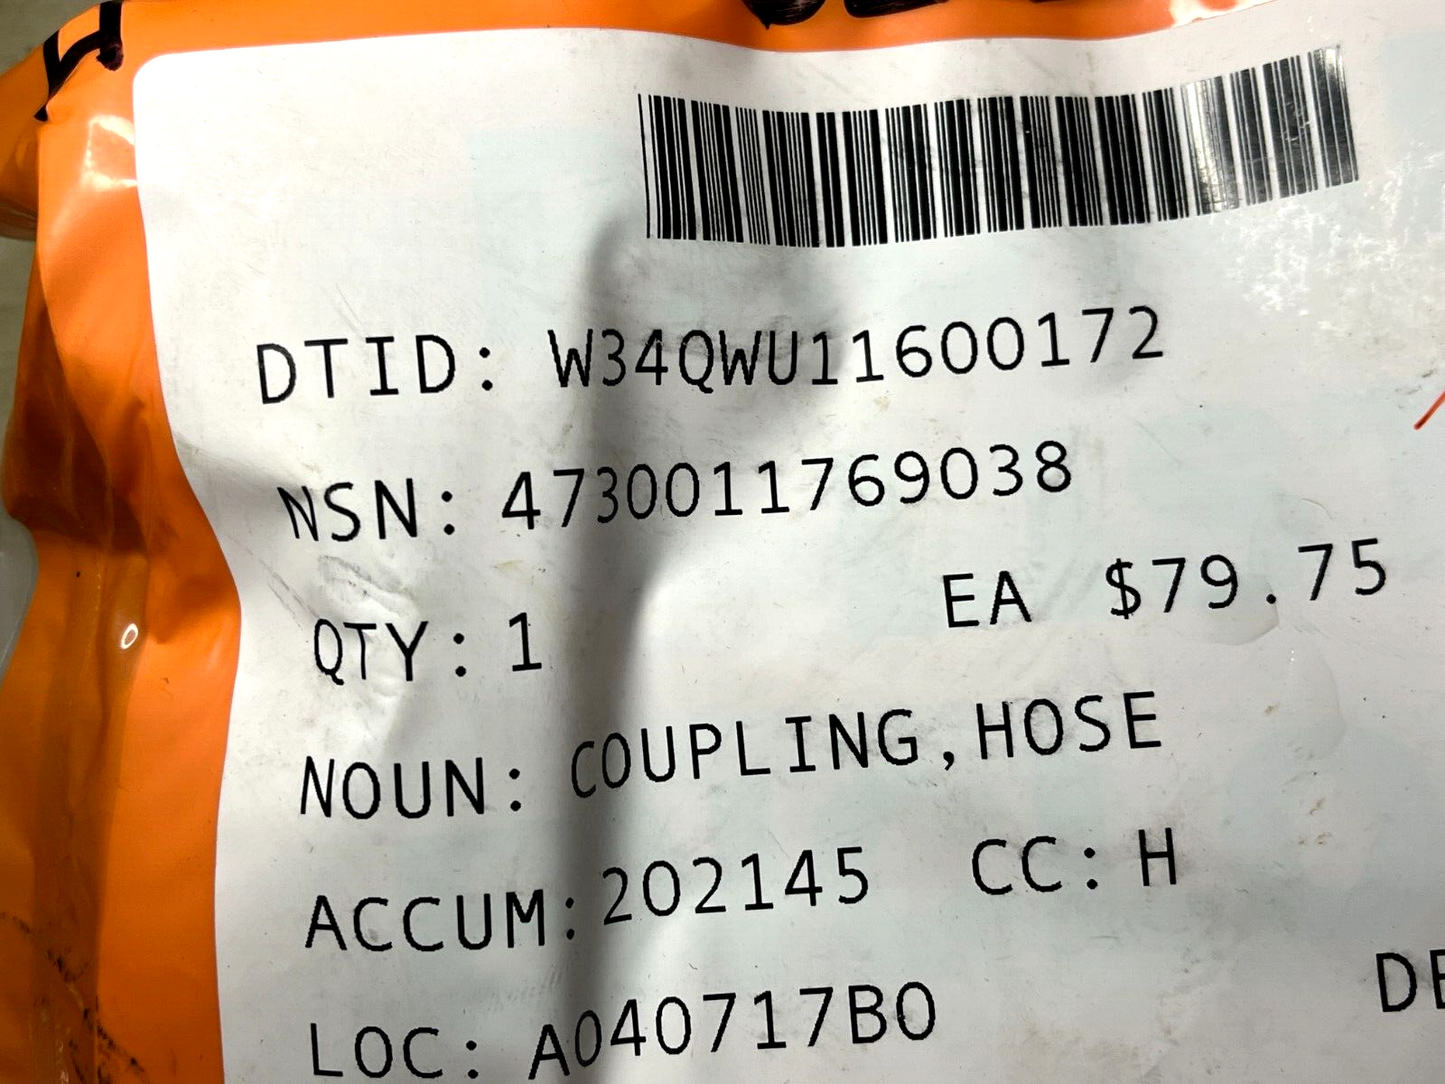 DTID: W34QWU11600172
NSN: 4730011769038
QTY: 1 EA $79.75
NOUN: COUPLING,HOSE
ACCUM: 202145 CC: H
LOC: A040717B0